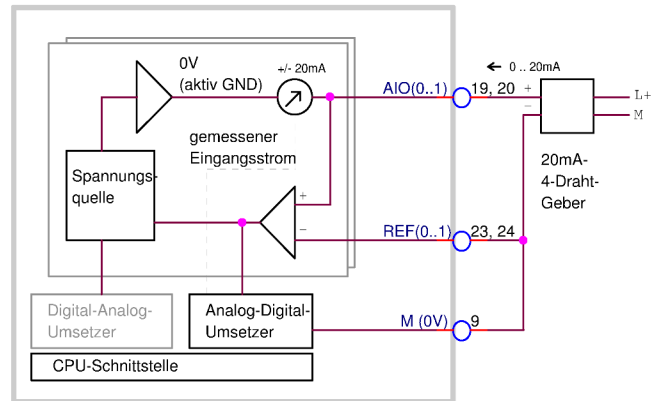 0V
(aktiv GND)
+/- 20mA
0 .. 20mA
AIO(0..1)
19, 20
+
−
L+
M
gemessener
Eingangsstrom
20mA-
4-Draht-
Geber
Spannungs-
quelle
+
−
REF(0..1)
23, 24
Digital-Analog-
Umsetzer
Analog-Digital-
Umsetzer
M (0V)
9
CPU-Schnittstelle